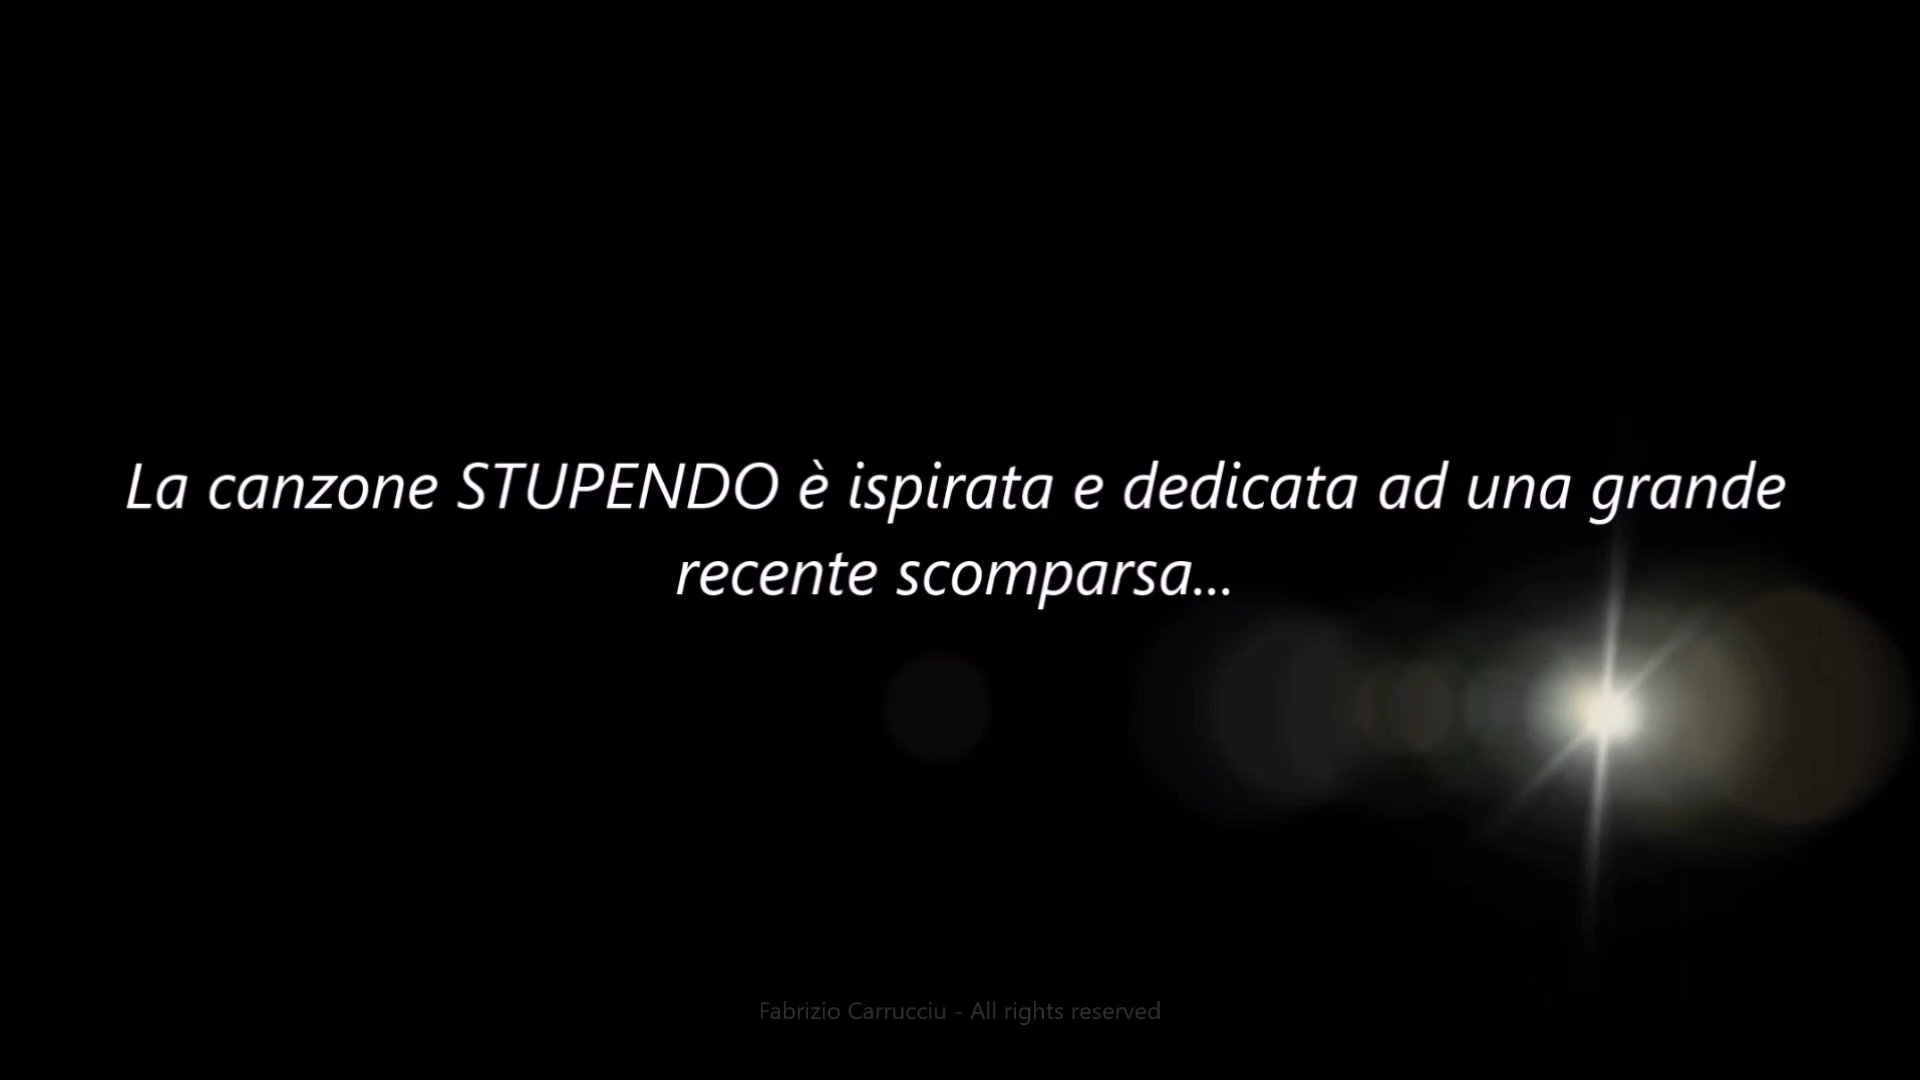 La canzone STUPENDO è ispirata e dedicata ad una grande
recente scomparsa...
Fabrizio Carrucciu - All rights reserved